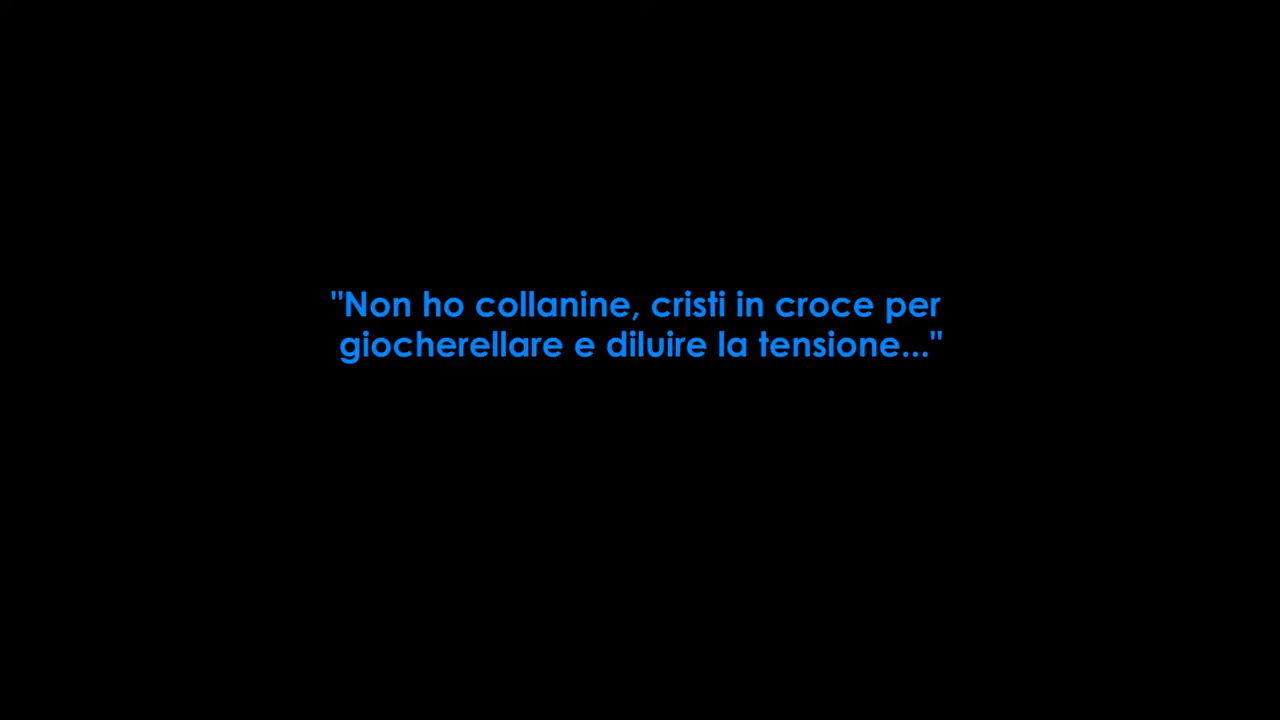 "Non ho collanine, cristi in croce per
giocherellare e diluire la tensione..."